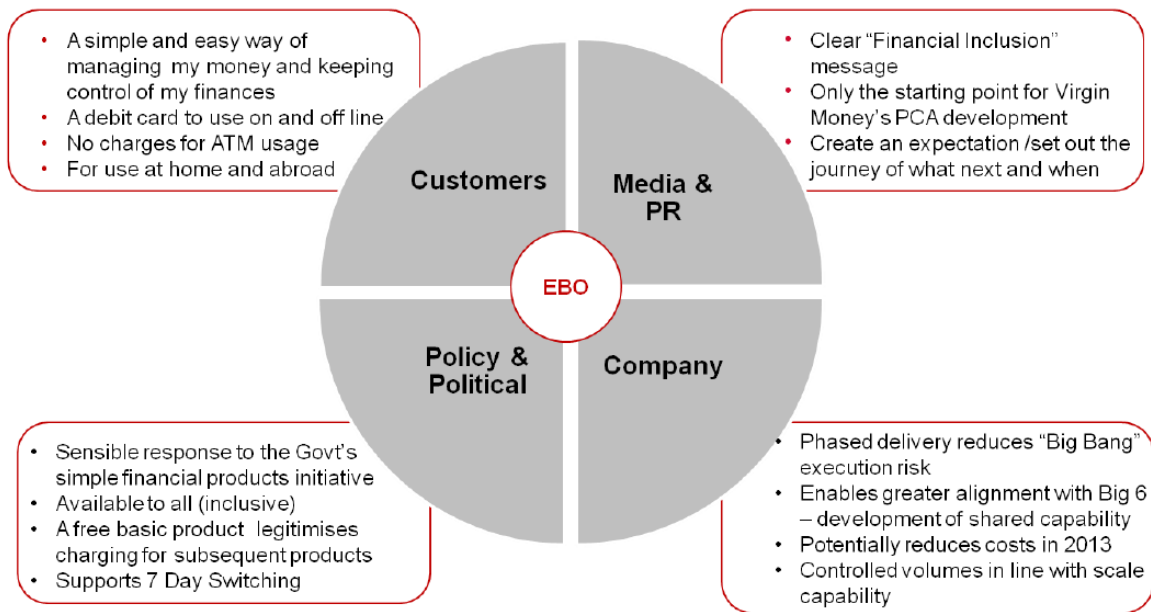 • A simple and easy way of
managing my money and keeping
control of my finances
• A debit card to use on and off line
• No charges for ATM usage
• For use at home and abroad
• Clear “Financial Inclusion”
message
• Only the starting point for Virgin
Money’s PCA development
• Create an expectation /set out the
journey of what next and when
Customers
Media &
PR
EBO
Policy &
Political
Company
• Sensible response to the Govt’s
simple financial products initiative
• Available to all (inclusive)
• A free basic product legitimises
charging for subsequent products
• Supports 7 Day Switching
• Phased delivery reduces “Big Bang”
execution risk
• Enables greater alignment with Big 6
– development of shared capability
• Potentially reduces costs in 2013
• Controlled volumes in line with scale
capability